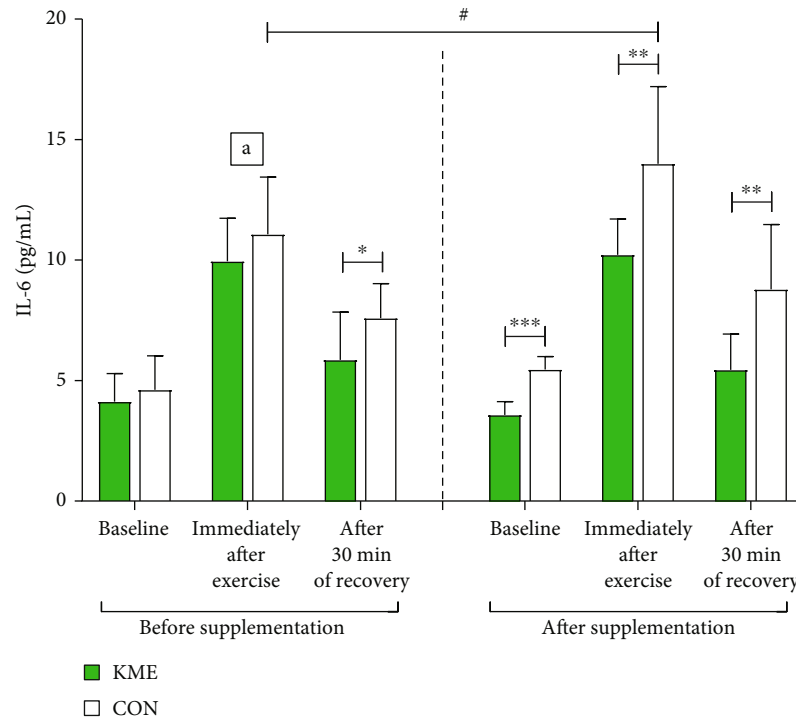 #
20
**
15
a
**
IL-6 (pg/mL)
10
*
***
5
0
Baseline
Immediately
after
exercise
After
30 min
of recovery
Baseline
Immediately
after
exercise
After
30 min
of recovery
Before supplementation
After supplementation
KME
CON